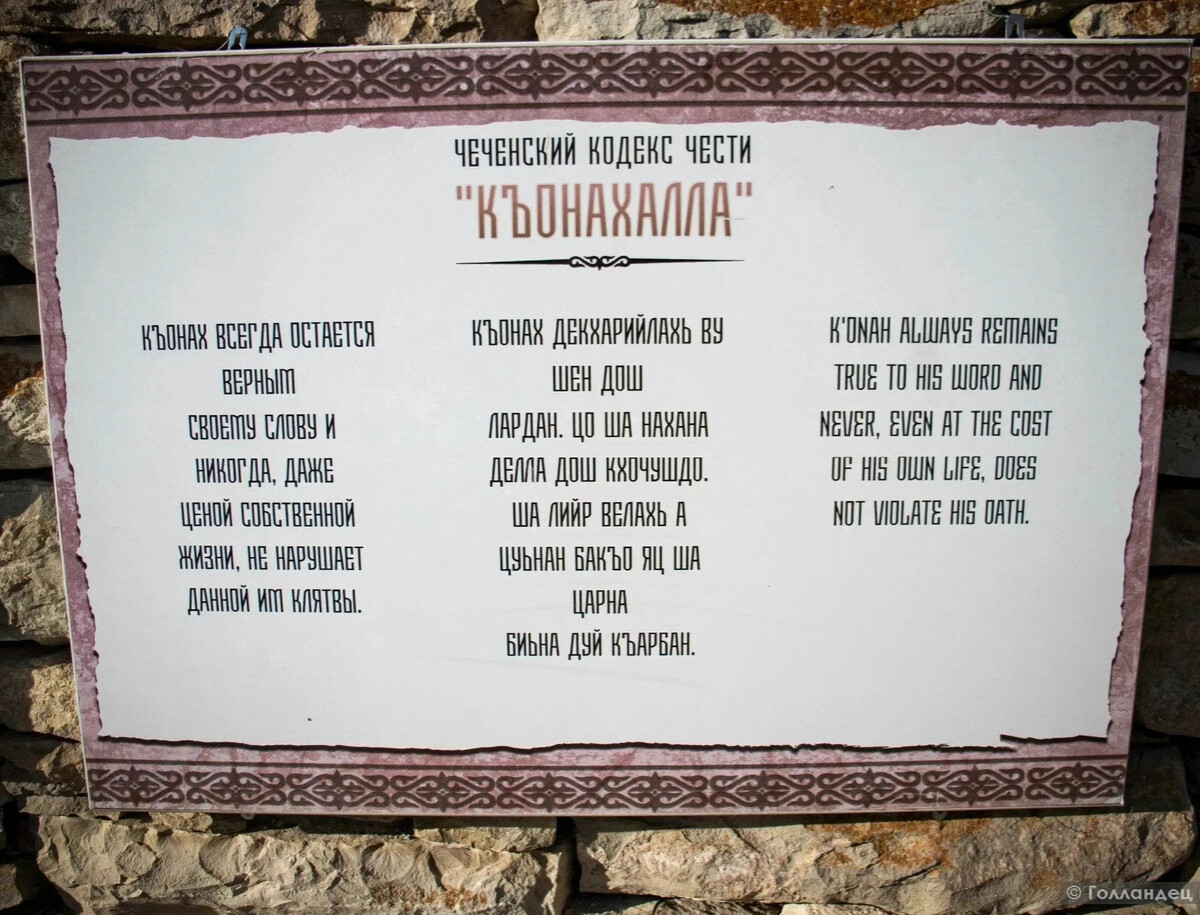 ЧЕЧЕНСКИЙ КОДЕКС ЧЕСТИ
"КЪОНАХАЛЛА"
КЪОНАХ ВСЕГДА ОСТАЕТСЯ
ВЕРНЫМ
СВОЕМУ СЛОВУ И
НИКОГДА, ДАЖЕ
ЦЕНОЙ СОБСТВЕННОЙ
ЖИЗНИ, НЕ НАРУШАЕТ
ДАННОЙ ИМ КЛЯТВЫ.
КЪОНАХ ДЕКХАРИЙЛАХЬ ВУ
ШЕН ДОШ
ЛАРДАН. ЦО ША НАХАНА
ДЕЛЛА ДОШ КХОЧУШДО.
ША ЛИЙР ВЕЛАХЬ А
ЦУЬНАН БАКЪО ЯЦ ША
ЦАРНА
БИЬНА ДУЙ КЪАРБАН.
K'ONAH ALWAYS REMAINS
TRUE TO HIS WORD AND
NEVER, EVEN AT THE COST
OF HIS OWN LIFE, DOES
NOT VIOLATE HIS OATH.
© Голландец